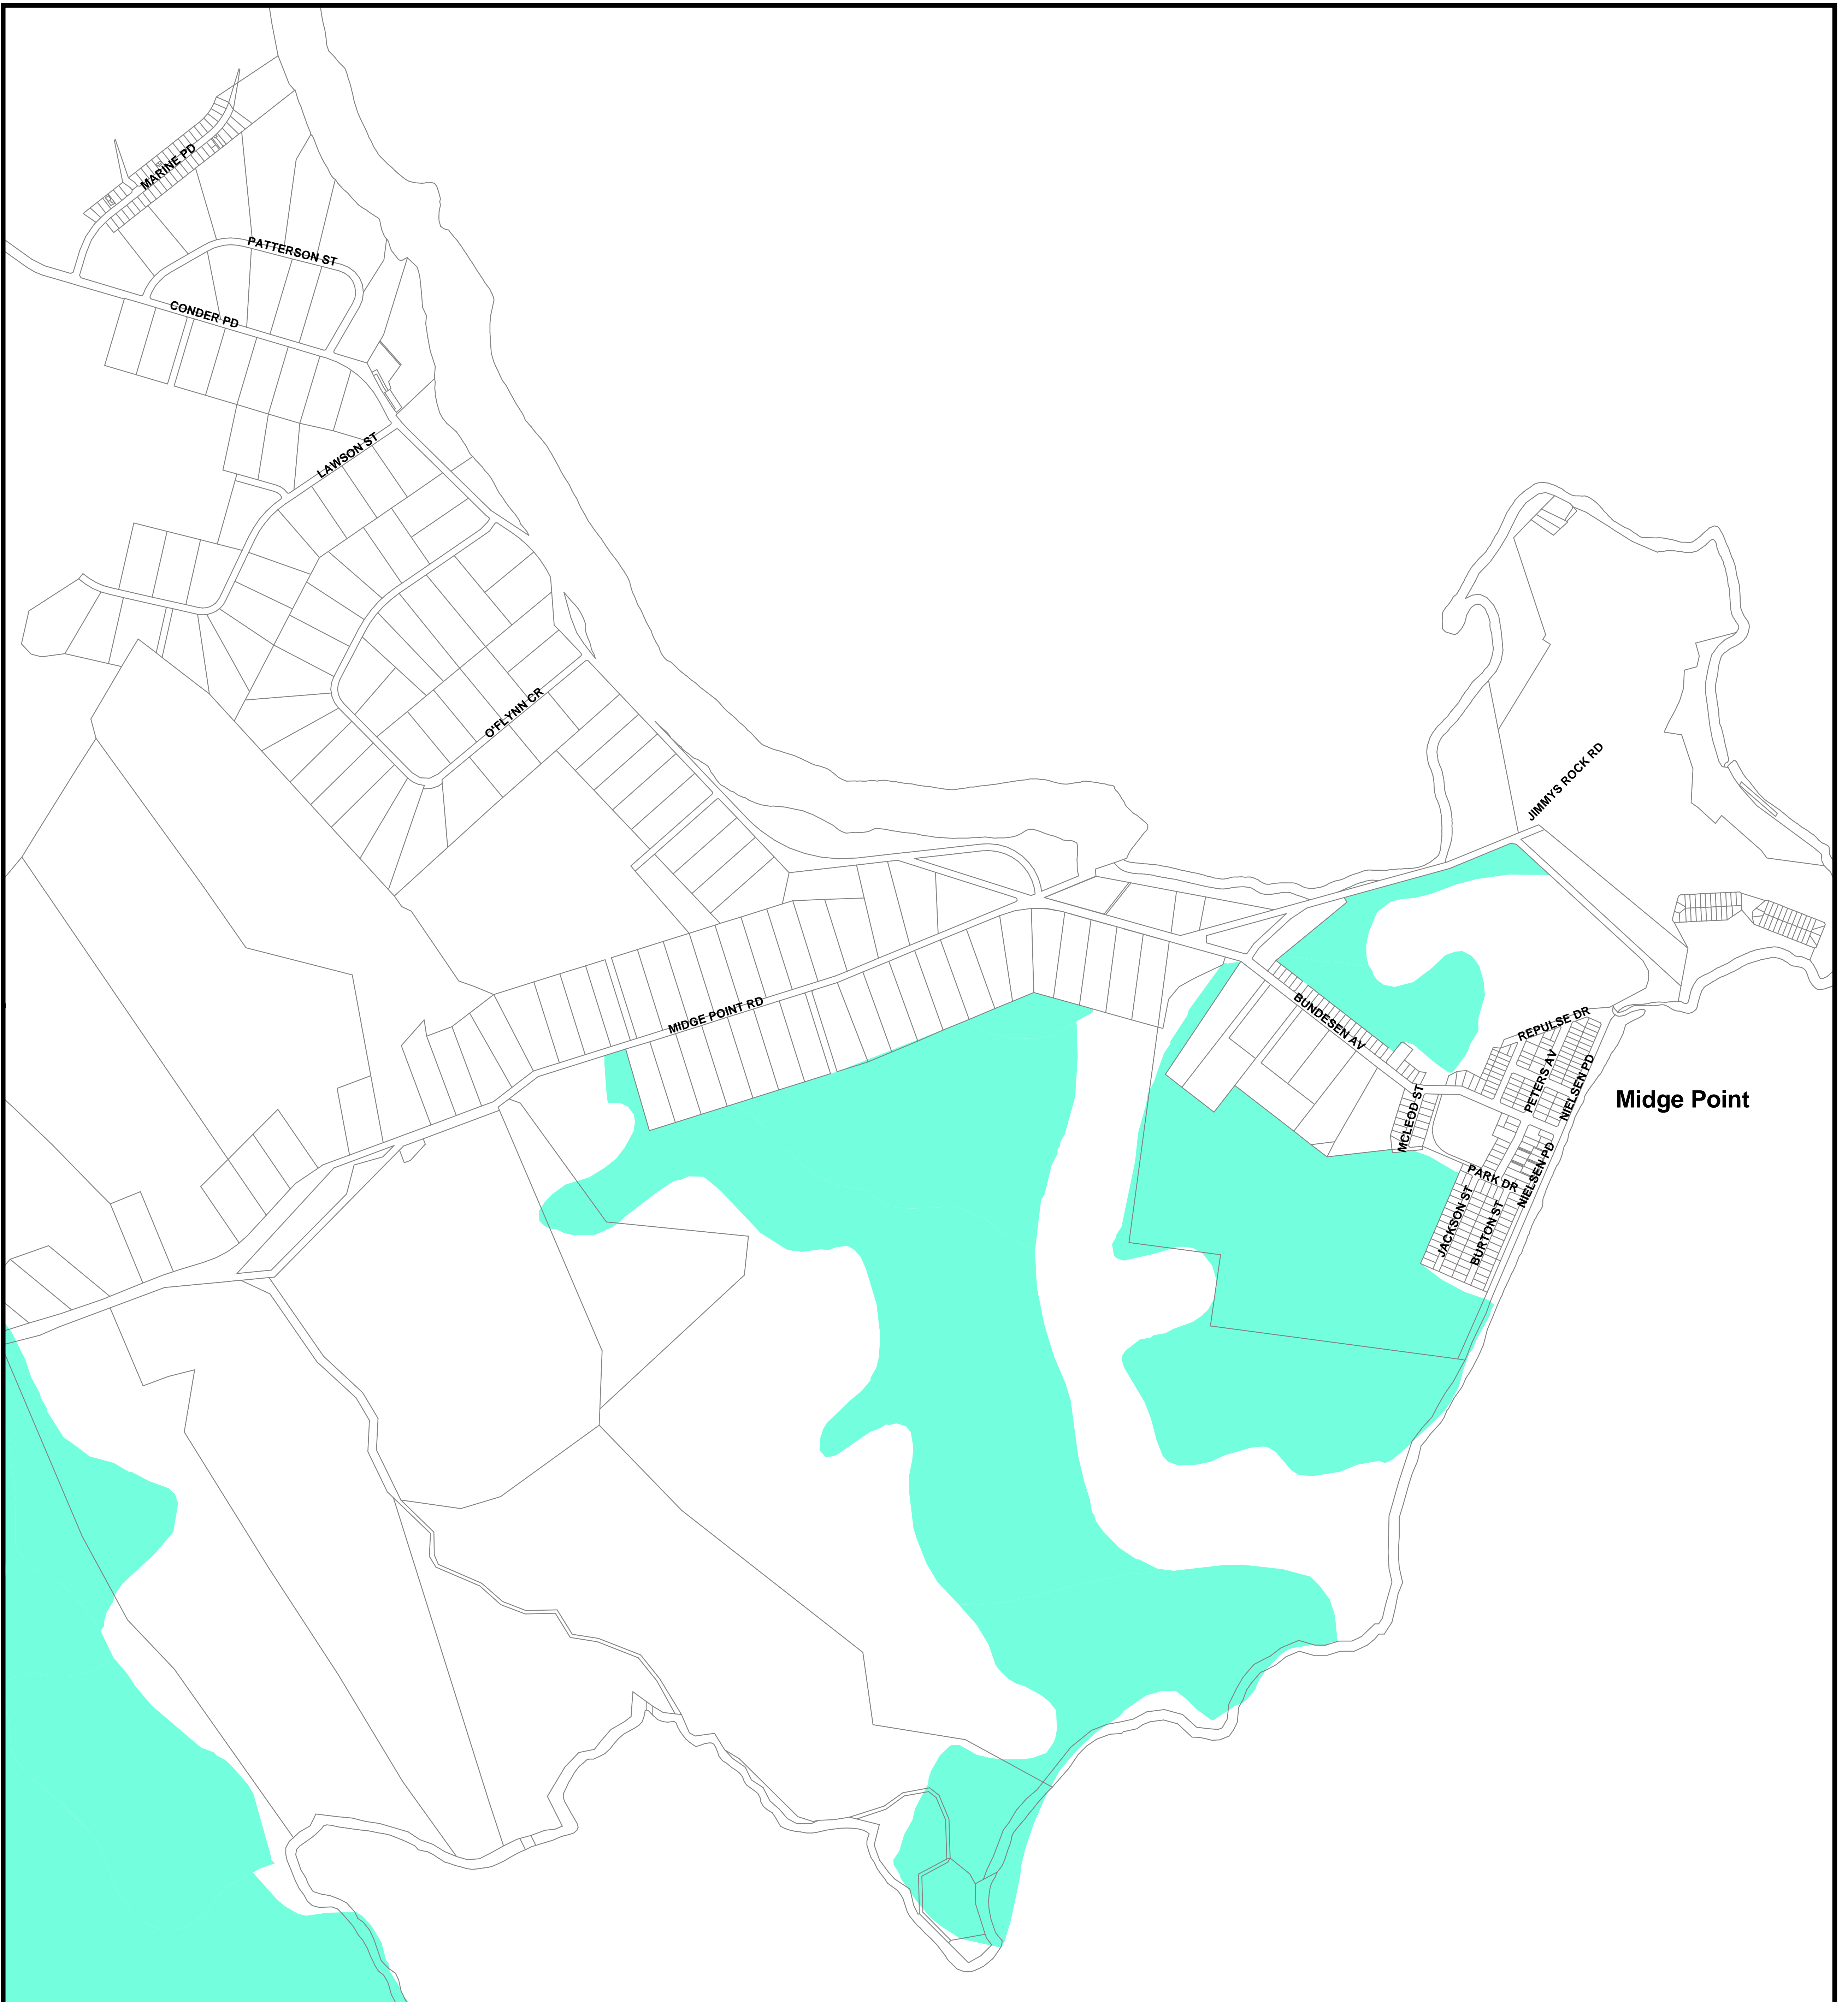 MARINE PD
PATTERSON ST
CONDER PD
LAWSON ST
O'FLYNN CR
JIMMYS ROCK RD
MIDGE POINT RD
BUNDESEN AV
REPULSE DR
PETERS AV
NIELSEN PD
Midge Point
MCLEOD ST
PARK DR
NIELSEN PD
JACKSON ST
BURTON ST